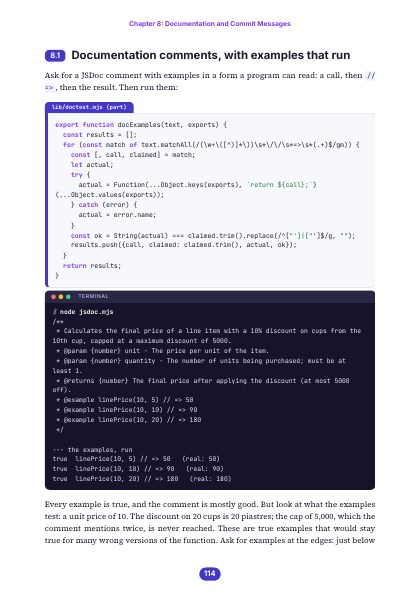 Chapter 8: Documentation and Commit Messages
8.1 Documentation comments, with examples that run
Ask for a JSDoc comment with examples in a form a program can read: a call, then //
=> , then the result. Then run them:
lib/doctest.mjs (part)
export function docExamples(text, exports) {
const results = [];
for (const match of text.matchAll(/(\w+\([^)]*\))\s*\/\/\s*=>\s*(.+)$/gm)) {
const [, call, claimed] = match;
let actual;
try {
actual = Function(...Object.keys(exports), `return ${call};`)
(...Object.values(exports));
} catch (error) {
actual = error.name;
}
const ok = String(actual) === claimed.trim().replace(/^["']|["']$/g, "");
results.push({call, claimed: claimed.trim(), actual, ok});
}
return results;
}
TERMINAL
$ node jsdoc.mjs
/**
* Calculates the final price of a line item with a 10% discount on cups from the
10th cup, capped at a maximum discount of 5000.
* @param {number} unit - The price per unit of the item.
* @param {number} quantity - The number of units being purchased; must be at
least 1.
* @returns {number} The final price after applying the discount (at most 5000
off).
* @example linePrice(10, 5) // => 50
* @example linePrice(10, 10) // => 90
* @example linePrice(10, 20) // => 180
*/
--- the examples, run
true linePrice(10, 5) // => 50 (real: 50)
true linePrice(10, 10) // => 90 (real: 90)
true linePrice(10, 20) // => 180 (real: 180)
Every example is true, and the comment is mostly good. But look at what the examples
test: a unit price of 10. The discount on 20 cups is 20 piastres; the cap of 5,000, which the
comment mentions twice, is never reached. These are true examples that would stay
true for many wrong versions of the function. Ask for examples at the edges: just below
114